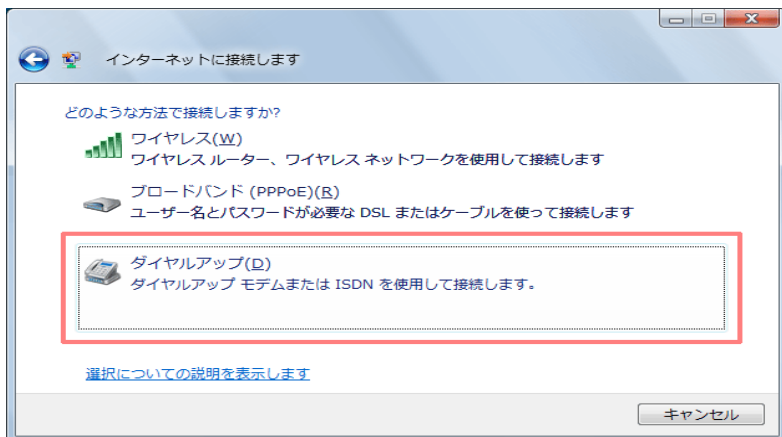 インターネットに接続します
どのような方法で接続しますか?
ワイヤレス(W)
ワイヤレス ルーター、ワイヤレス ネットワークを使用して接続します
ブロードバンド (PPPoE)(R)
ユーザー名とパスワードが必要な DSL またはケーブルを使って接続します
ダイヤルアップ(D)
ダイヤルアップ モデムまたは ISDN を使用して接続します。
選択についての説明を表示します
キャンセル